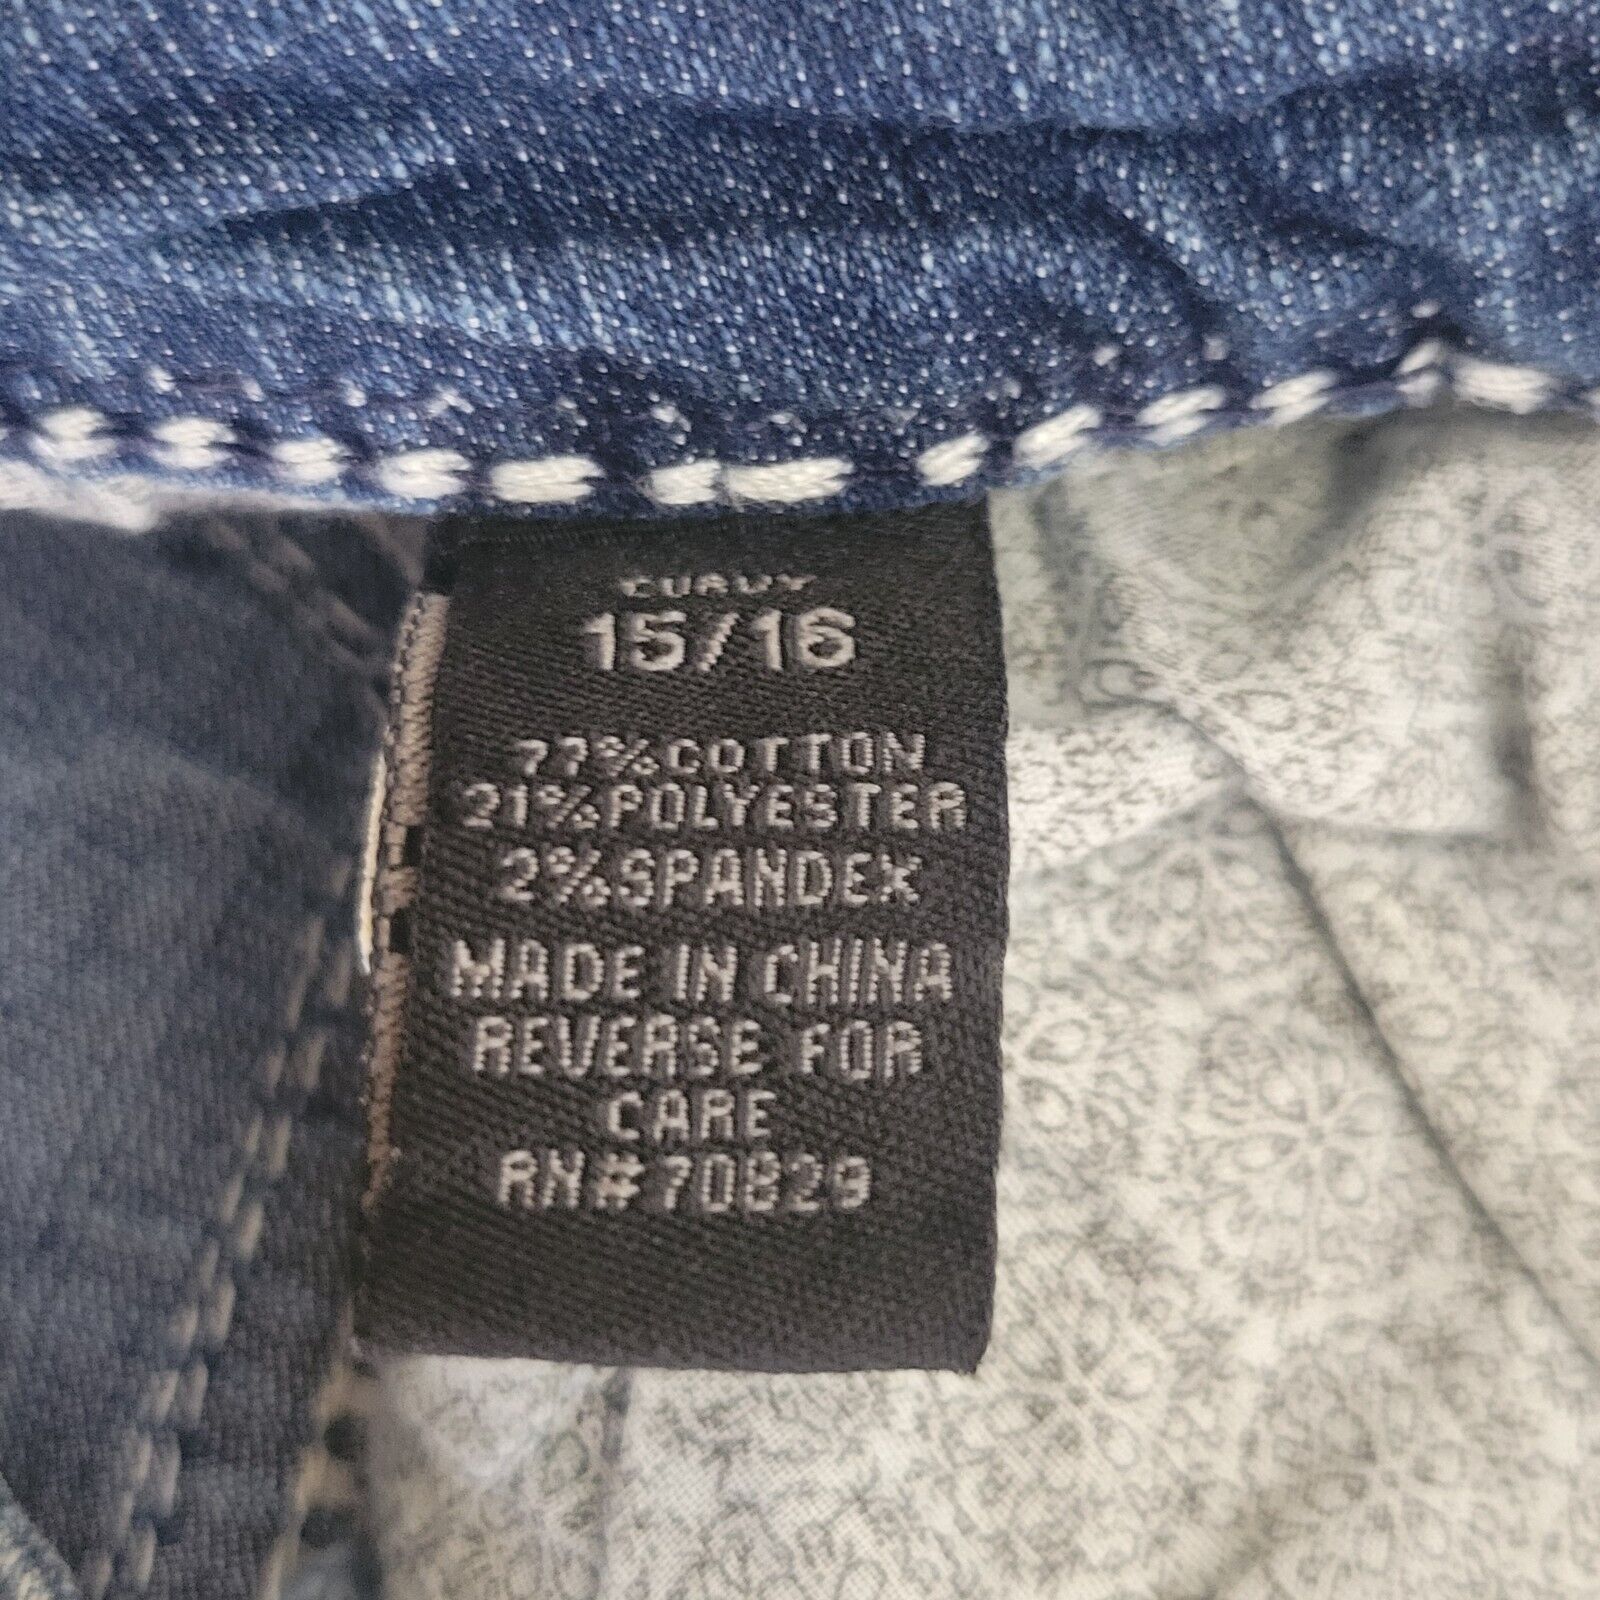 CURVY
15/16
77%COTTON
21%POLYESTER
2%SPANDEX
MADE IN CHINA
REVERSE FOR
CARE
RN#70829